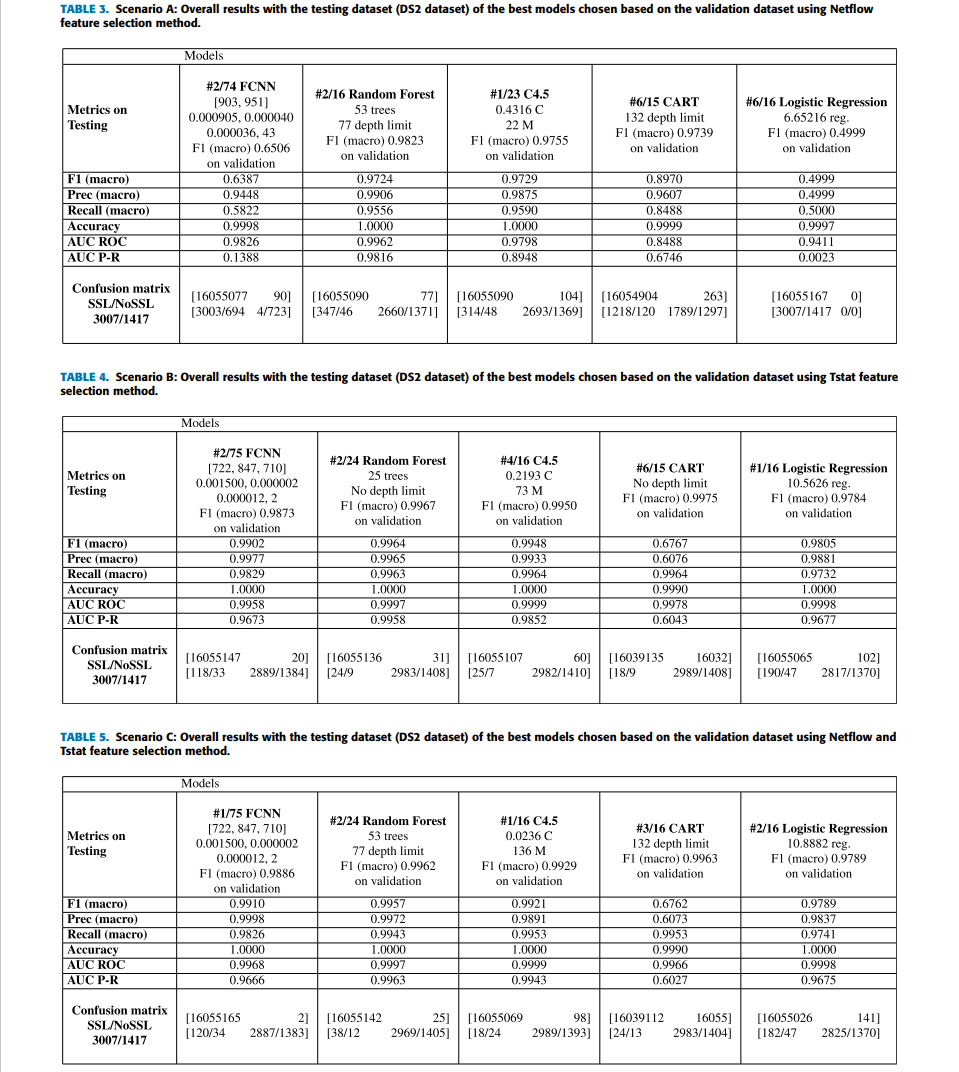 TABLE 3. Scenario A: Overall results with the testing dataset (DS2 dataset) of the best models chosen based on the validation dataset using Netflow
feature selection method.
Models
Metrics on
Testing
#2/74 FCNN
[903, 951]
0.000905, 0.000040
0.000036, 43
F1 (macro) 0.6506
on validation
#2/16 Random Forest
53 trees
77 depth limit
F1 (macro) 0.9823
on validation
#1/23 C4.5
0.4316 C
22 M
F1 (macro) 0.9755
on validation
#6/15 CART
132 depth limit
F1 (macro) 0.9739
on validation
#6/16 Logistic Regression
6.65216 reg.
F1 (macro) 0.4999
on validation
F1 (macro) 0.6387 0.9724 0.9729 0.8970 0.4999
Prec (macro) 0.9448 0.9906 0.9875 0.9607 0.4999
Recall (macro) 0.5822 0.9556 0.9590 0.8488 0.5000
Accuracy 0.9998 1.0000 1.0000 0.9999 0.9997
AUC ROC 0.9826 0.9962 0.9798 0.8488 0.9411
AUC P-R 0.1388 0.9816 0.8948 0.6746 0.0023
Confusion matrix
SSL/NoSSL
3007/1417
[16055077 90]
[3003/694 4/723]
[16055090 77]
[347/46 2660/1371]
[16055090 104]
[314/48 2693/1369]
[16054904 263]
[1218/120 1789/1297]
[16055167 0]
[3007/1417 0/0]
TABLE 4. Scenario B: Overall results with the testing dataset (DS2 dataset) of the best models chosen based on the validation dataset using Tstat feature
selection method.
Models
Metrics on
Testing
#2/75 FCNN
[722, 847, 710]
0.001500, 0.000002
0.000012, 2
F1 (macro) 0.9873
on validation
#2/24 Random Forest
25 trees
No depth limit
F1 (macro) 0.9967
on validation
#4/16 C4.5
0.2193 C
73 M
F1 (macro) 0.9950
on validation
#6/15 CART
No depth limit
F1 (macro) 0.9975
on validation
#1/16 Logistic Regression
10.5626 reg.
F1 (macro) 0.9784
on validation
F1 (macro) 0.9902 0.9964 0.9948 0.6767 0.9805
Prec (macro) 0.9977 0.9965 0.9933 0.6076 0.9881
Recall (macro) 0.9829 0.9963 0.9964 0.9964 0.9732
Accuracy 1.0000 1.0000 1.0000 0.9990 1.0000
AUC ROC 0.9958 0.9997 0.9999 0.9978 0.9998
AUC P-R 0.9673 0.9958 0.9852 0.6043 0.9677
Confusion matrix
SSL/NoSSL
3007/1417
[16055147 20]
[118/33 2889/1384]
[16055136 31]
[24/9 2983/1408]
[16055107 60]
[25/7 2982/1410]
[16039135 16032]
[18/9 2989/1408]
[16055065 102]
[190/47 2817/1370]
TABLE 5. Scenario C: Overall results with the testing dataset (DS2 dataset) of the best models chosen based on the validation dataset using Netflow and
Tstat feature selection method.
Models
Metrics on
Testing
#1/75 FCNN
[722, 847, 710]
0.001500, 0.000002
0.000012, 2
F1 (macro) 0.9886
on validation
#2/24 Random Forest
53 trees
77 depth limit
F1 (macro) 0.9962
on validation
#1/16 C4.5
0.0236 C
136 M
F1 (macro) 0.9929
on validation
#3/16 CART
132 depth limit
F1 (macro) 0.9963
on validation
#2/16 Logistic Regression
10.8882 reg.
F1 (macro) 0.9789
on validation
F1 (macro) 0.9910 0.9957 0.9921 0.6762 0.9789
Prec (macro) 0.9998 0.9972 0.9891 0.6073 0.9837
Recall (macro) 0.9826 0.9943 0.9953 0.9953 0.9741
Accuracy 1.0000 1.0000 1.0000 0.9990 1.0000
AUC ROC 0.9968 0.9997 0.9999 0.9966 0.9998
AUC P-R 0.9666 0.9963 0.9943 0.6027 0.9675
Confusion matrix
SSL/NoSSL
3007/1417
[16055165 2]
[120/34 2887/1383]
[16055142 25]
[38/12 2969/1405]
[16055069 98]
[18/24 2989/1393]
[16039112 16055]
[24/13 2983/1404]
[16055026 141]
[182/47 2825/1370]